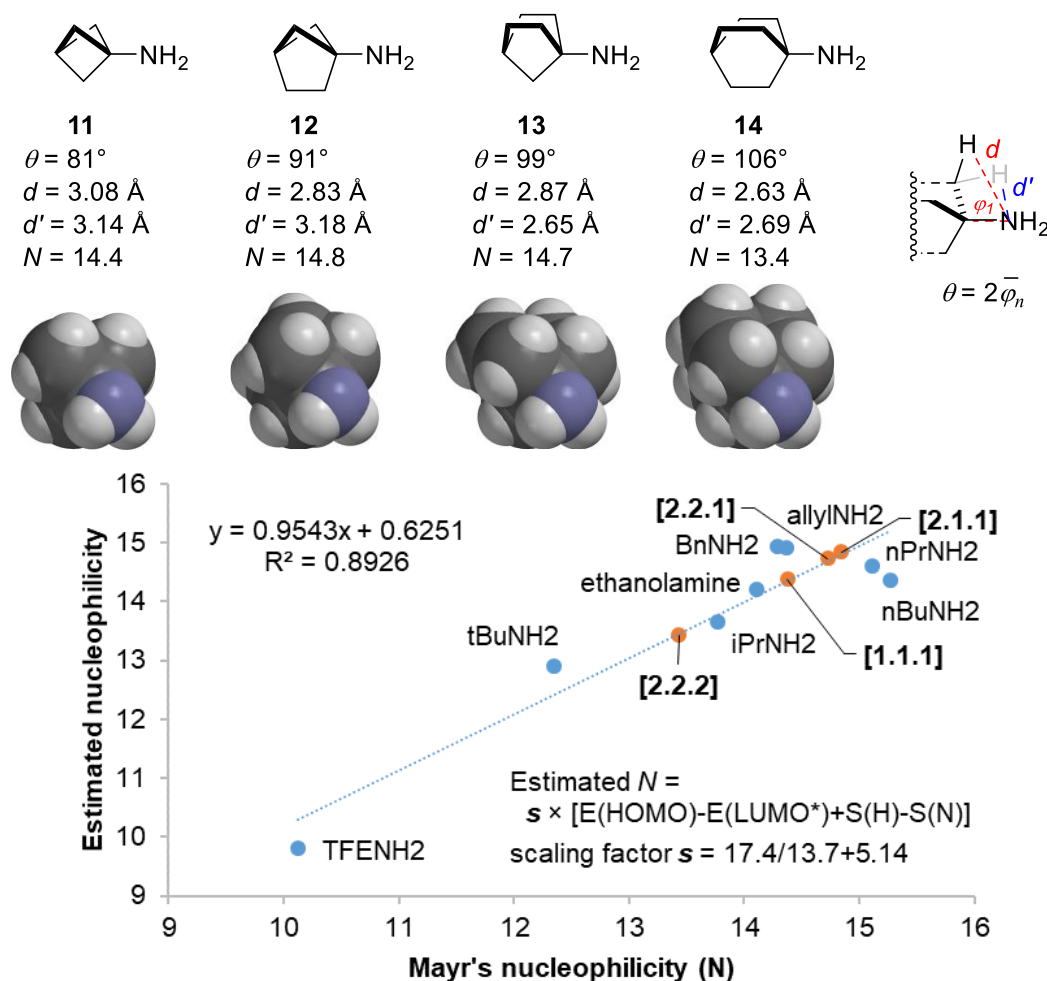 NH2 NH2 NH2 NH2
11 12 13 14
θ = 81° θ = 91° θ = 99° θ = 106°
d = 3.08 Å d = 2.83 Å d = 2.87 Å d = 2.63 Å
d' = 3.14 Å d' = 3.18 Å d' = 2.65 Å d' = 2.69 Å
N = 14.4 N = 14.8 N = 14.7 N = 13.4
H d
H d'
φ1 NH2
θ = 2φ̅n
Estimated nucleophilicity
16
15
14
13
12
11
10
9
y = 0.9543x + 0.6251
R² = 0.8926
[2.2.1] allylNH2 [2.1.1]
BnNH2 nPrNH2
ethanolamine nBuNH2
tBuNH2 iPrNH2 [1.1.1]
[2.2.2]
TFENH2
Estimated N =
s × [E(HOMO)-E(LUMO*)+S(H)-S(N)]
scaling factor s = 17.4/13.7+5.14
9 10 11 12 13 14 15 16
Mayr's nucleophilicity (N)